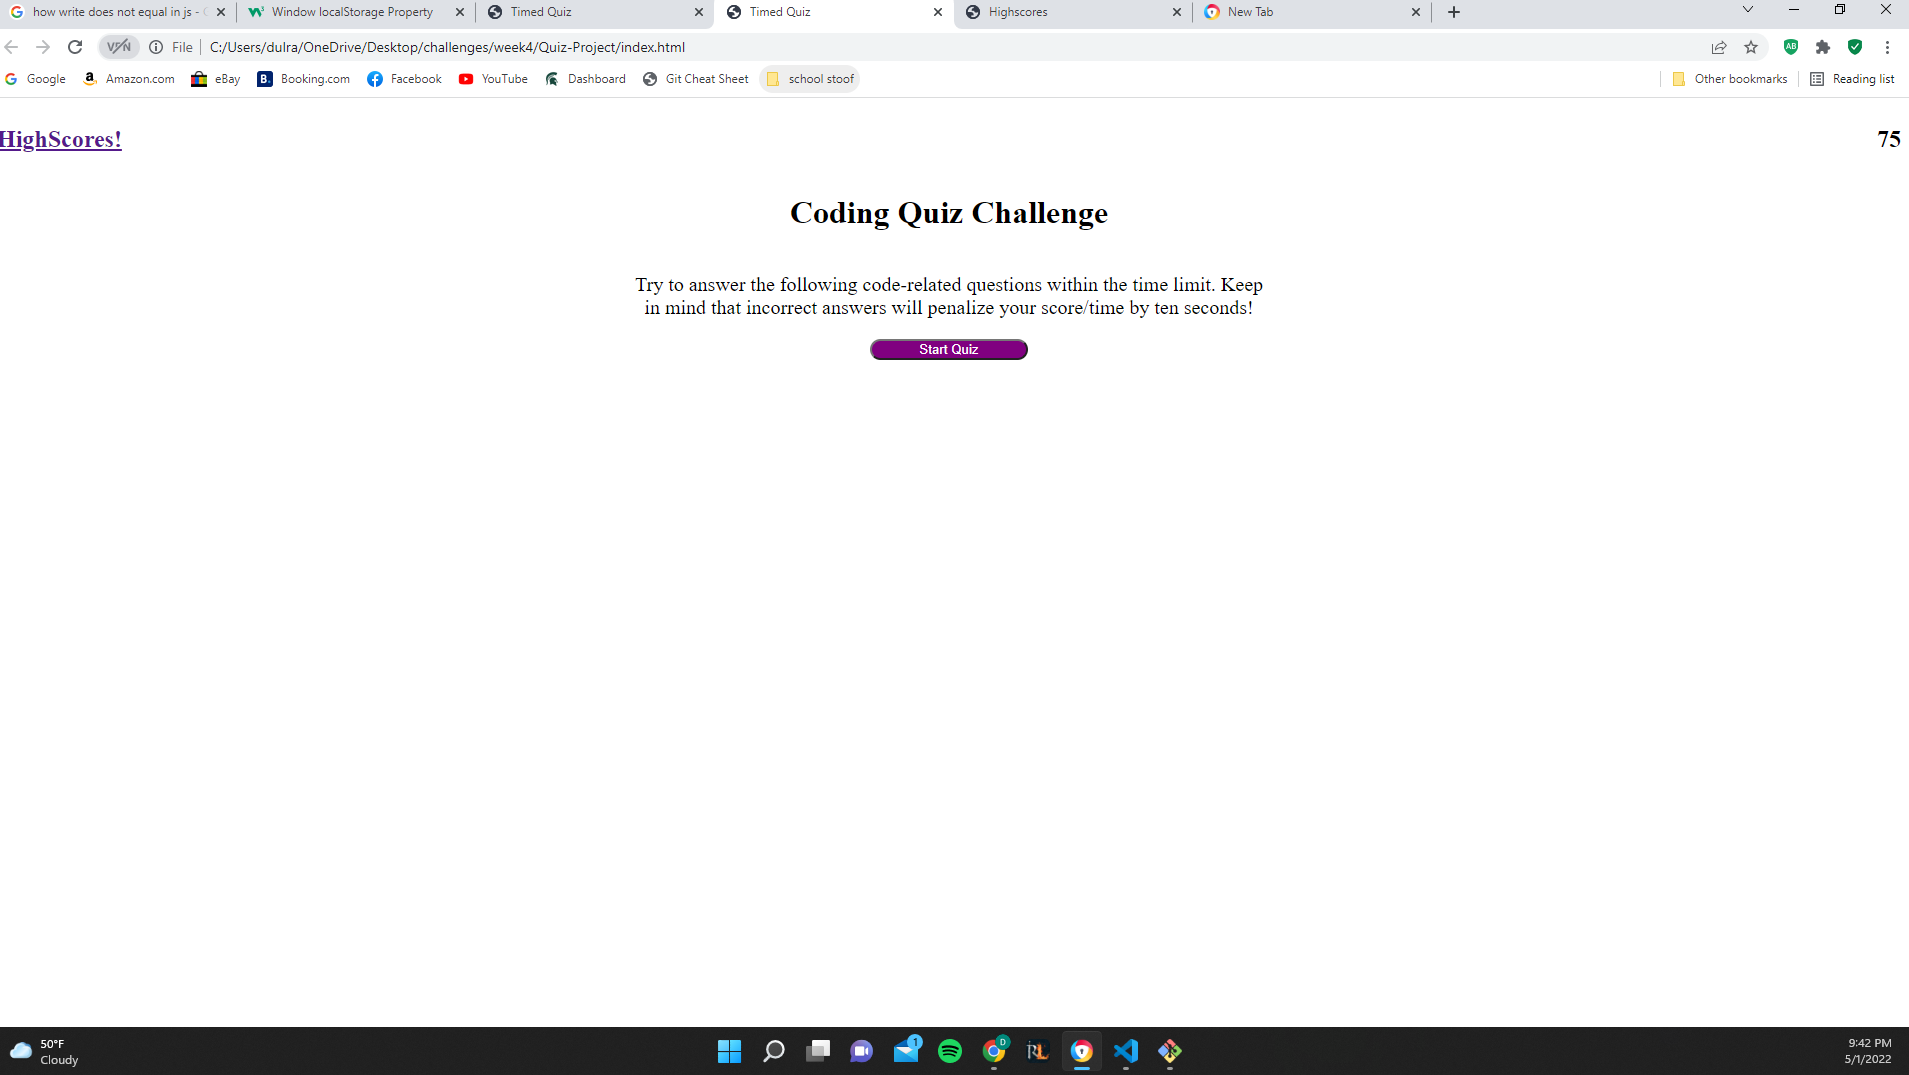 how write does not equal in js -
Window localStorage Property
Timed Quiz
Timed Quiz
Highscores
New Tab
VPN
File
C:/Users/dulra/OneDrive/Desktop/challenges/week4/Quiz-Project/index.html
AB
Google
Amazon.com
eBay
B.
Booking.com
Facebook
YouTube
Dashboard
Git Cheat Sheet
school stoof
Other bookmarks
Reading list
HighScores!
75
Coding Quiz Challenge
Try to answer the following code-related questions within the time limit. Keep
in mind that incorrect answers will penalize your score/time by ten seconds!
Start Quiz
50°F
Cloudy
1
D
RL
9:42 PM
5/1/2022